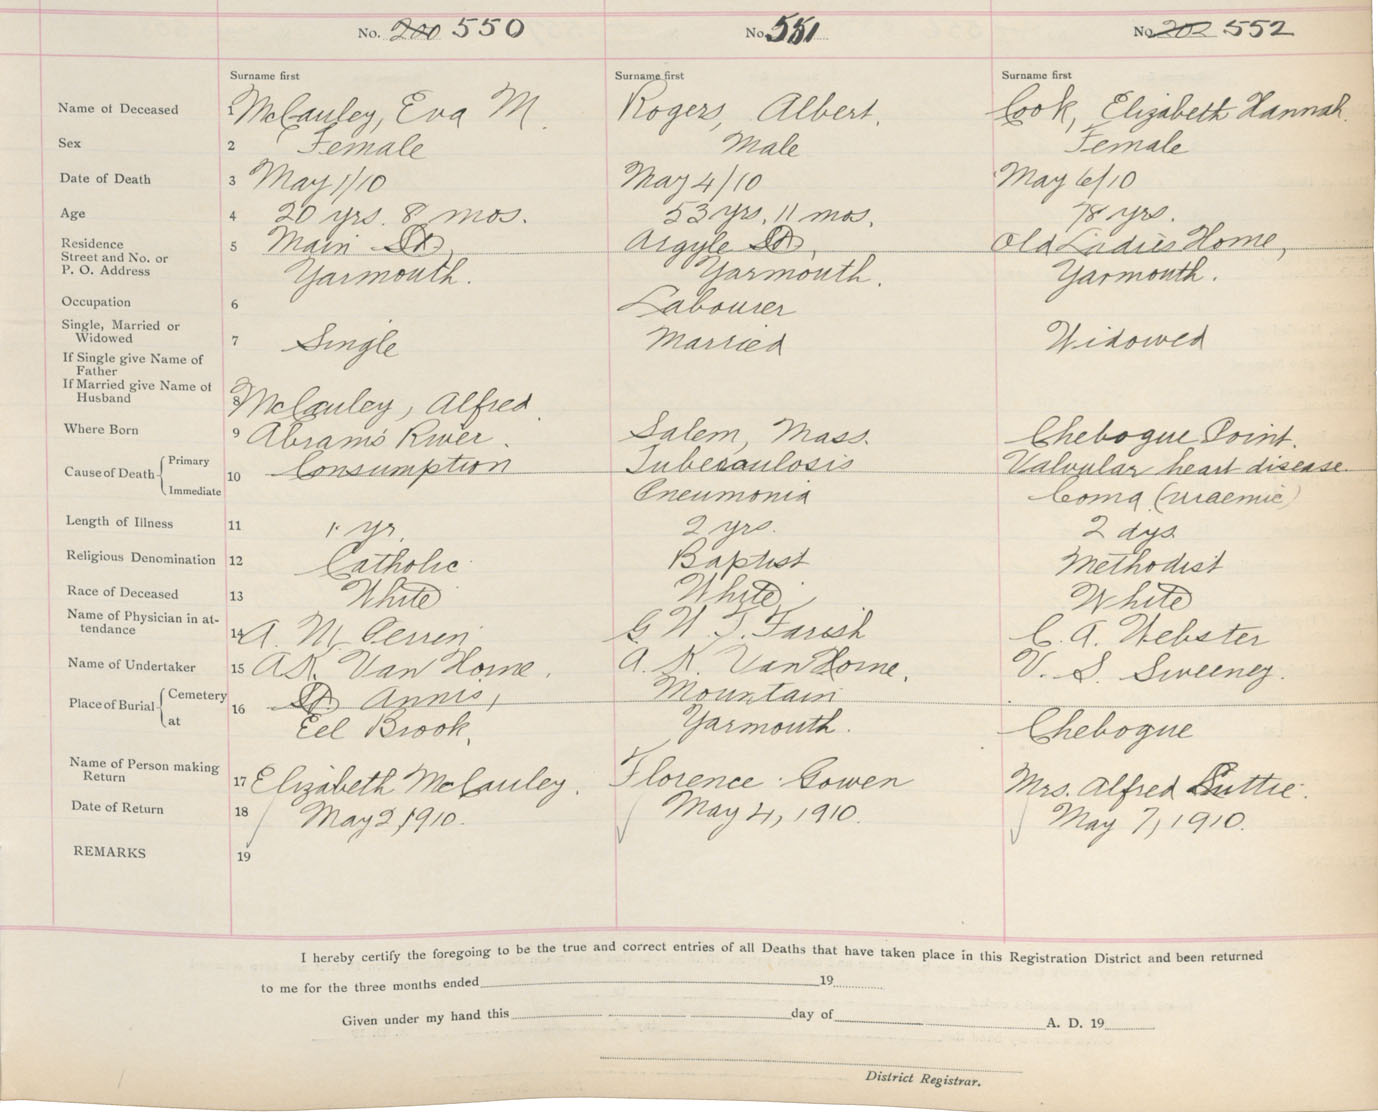 No. 200 550
No. 551
No. 202 552
Surname first
Surname first
Surname first
Name of Deceased 1 McCauley, Eva M. Rogers, Albert. Cook, Elizabeth Hannah.
Sex 2 Female Male Female
Date of Death 3 May 1/10 May 4/10 May 6/10
Age 4 20 yrs. 8 mos. 53 yrs. 11 mos. 78 yrs.
Residence 5 Main St, Argyle St, Old Ladies Home,
Street and No. or
P. O. Address Yarmouth. Yarmouth. Yarmouth.
Occupation 6 Labourer
Single, Married or
Widowed 7 Single Married Widowed
If Single give Name of
Father
If Married give Name of
Husband 8 McCauley, Alfred.
Where Born 9 Abrams River. Salem, Mass. Chebogue Point.
Cause of Death { Primary 10 Consumption Tuberculosis Valvular heart disease.
Immediate Pneumonia Coma (uraemic)
Length of Illness 11 1 yr. 2 yrs. 2 dys.
Religious Denomination 12 Catholic Baptist Methodist
Race of Deceased 13 White White White
Name of Physician in at-
tendance 14 A. M. Perrin G. W. T. Farish C. A. Webster
Name of Undertaker 15 A. K. Van Horne. A. K. Van Horne. V. S. Sweeney.
Place of Burial { Cemetery 16 St. Anns, Mountain
at Eel Brook, Yarmouth. Chebogue
Name of Person making
Return 17 Elizabeth McCauley. Florence Gowen Mrs. Alfred Suttie.
Date of Return 18 May 2, 1910. May 4, 1910. May 7, 1910.
REMARKS 19
I hereby certify the foregoing to be the true and correct entries of all Deaths that have taken place in this Registration District and been returned
to me for the three months ended 19
Given under my hand this day of A. D. 19
District Registrar.